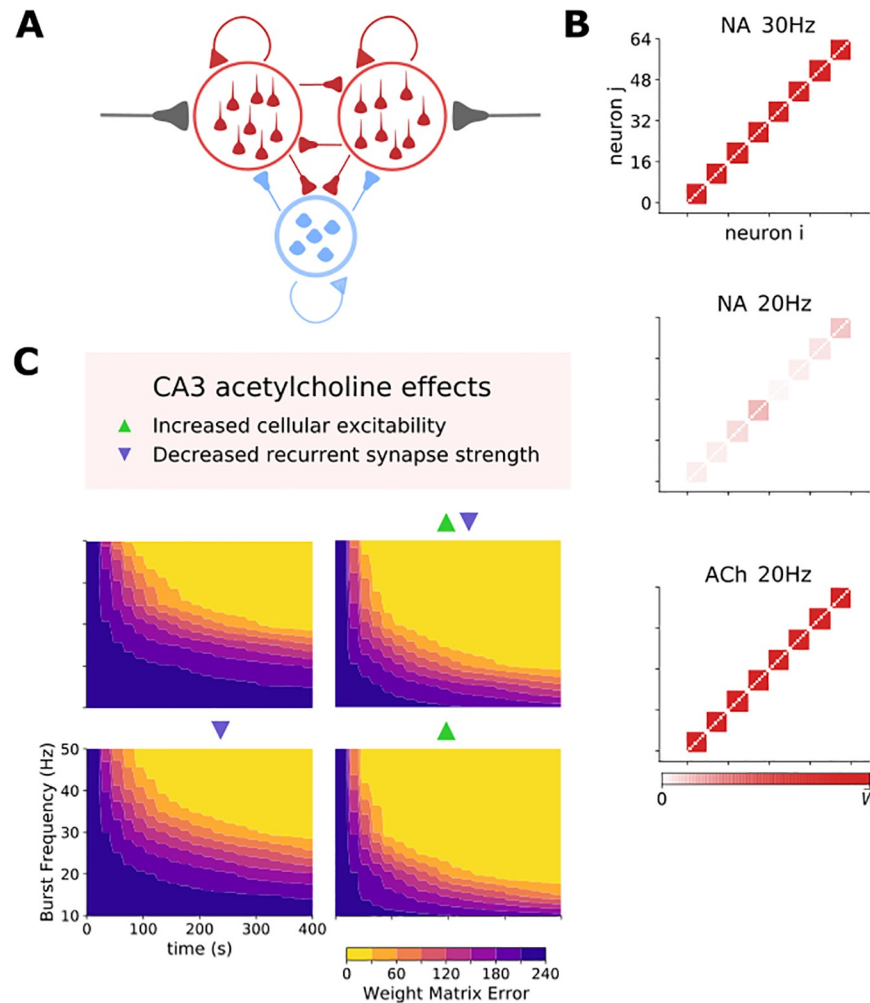 A
B
NA 30Hz
64
48
32
16
0
neuron j
neuron i
NA 20Hz
C
CA3 acetylcholine effects
Increased cellular excitability
Decreased recurrent synapse strength
ACh 20Hz
0
Burst Frequency (Hz)
50
40
30
20
10
0 100 200 300 400
time (s)
0 60 120 180 240
Weight Matrix Error